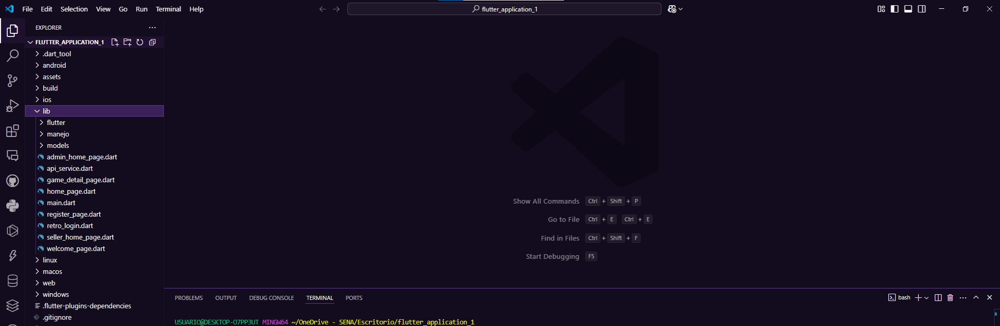 File Edit Selection View Go Run Terminal Help
flutter_application_1
EXPLORER
FLUTTER_APPLICATION_1
.dart_tool
android
assets
build
ios
lib
flutter
manejo
models
admin_home_page.dart
api_service.dart
game_detail_page.dart
home_page.dart
main.dart
register_page.dart
retro_login.dart
seller_home_page.dart
welcome_page.dart
linux
macos
web
windows
.flutter-plugins-dependencies
.gitignore
Show All Commands Ctrl + Shift + P
Go to File Ctrl + E Ctrl + E
Find in Files Ctrl + Shift + F
Start Debugging F5
PROBLEMS OUTPUT DEBUG CONSOLE TERMINAL PORTS
bash
USUARIO@DESKTOP-O7PP3UT MINGW64 ~/OneDrive - SENA/Escritorio/flutter_application_1